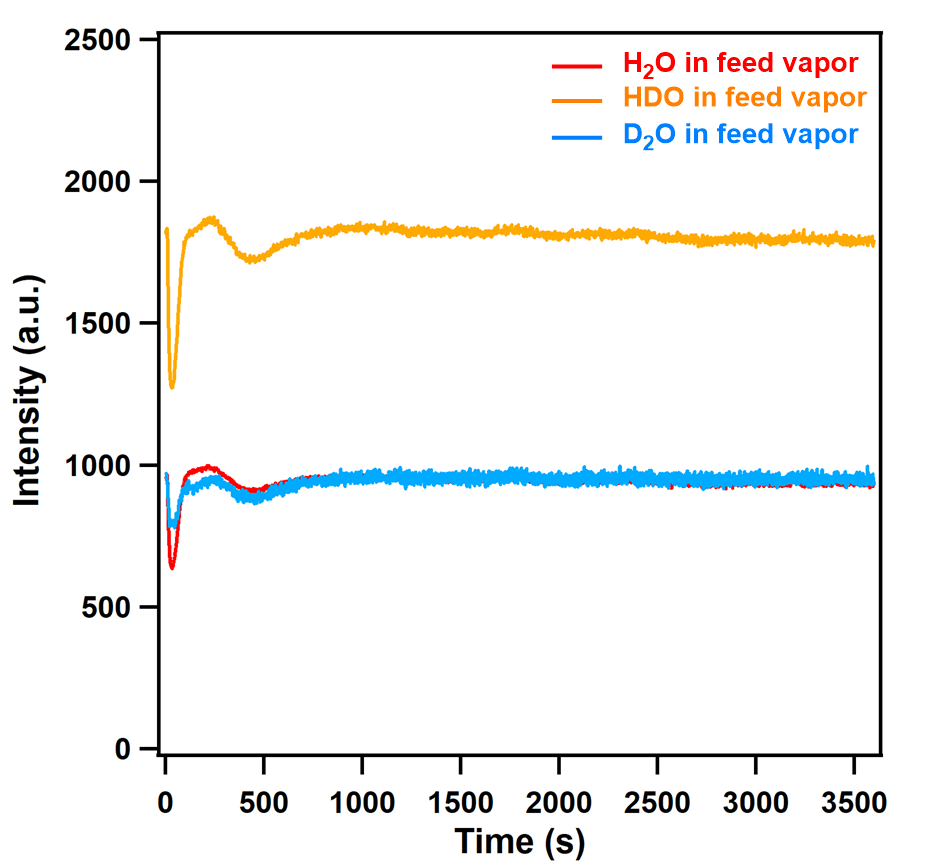 2500
H₂O in feed vapor
HDO in feed vapor
D₂O in feed vapor
2000
1500
1000
500
0
Intensity (a.u.)
0 500 1000 1500 2000 2500 3000 3500
Time (s)